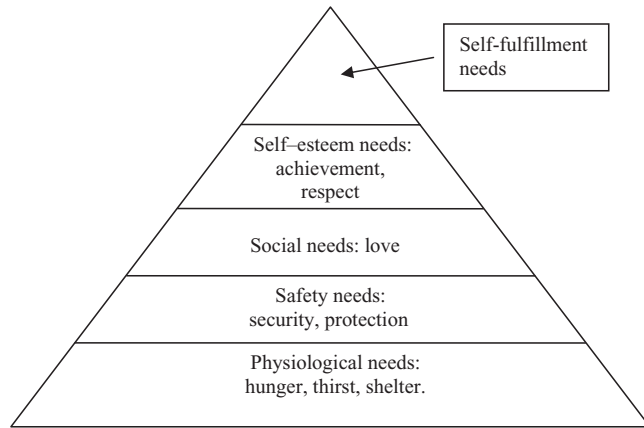 Self-fulfillment
needs
Self–esteem needs:
achievement,
respect
Social needs: love
Safety needs:
security, protection
Physiological needs:
hunger, thirst, shelter.